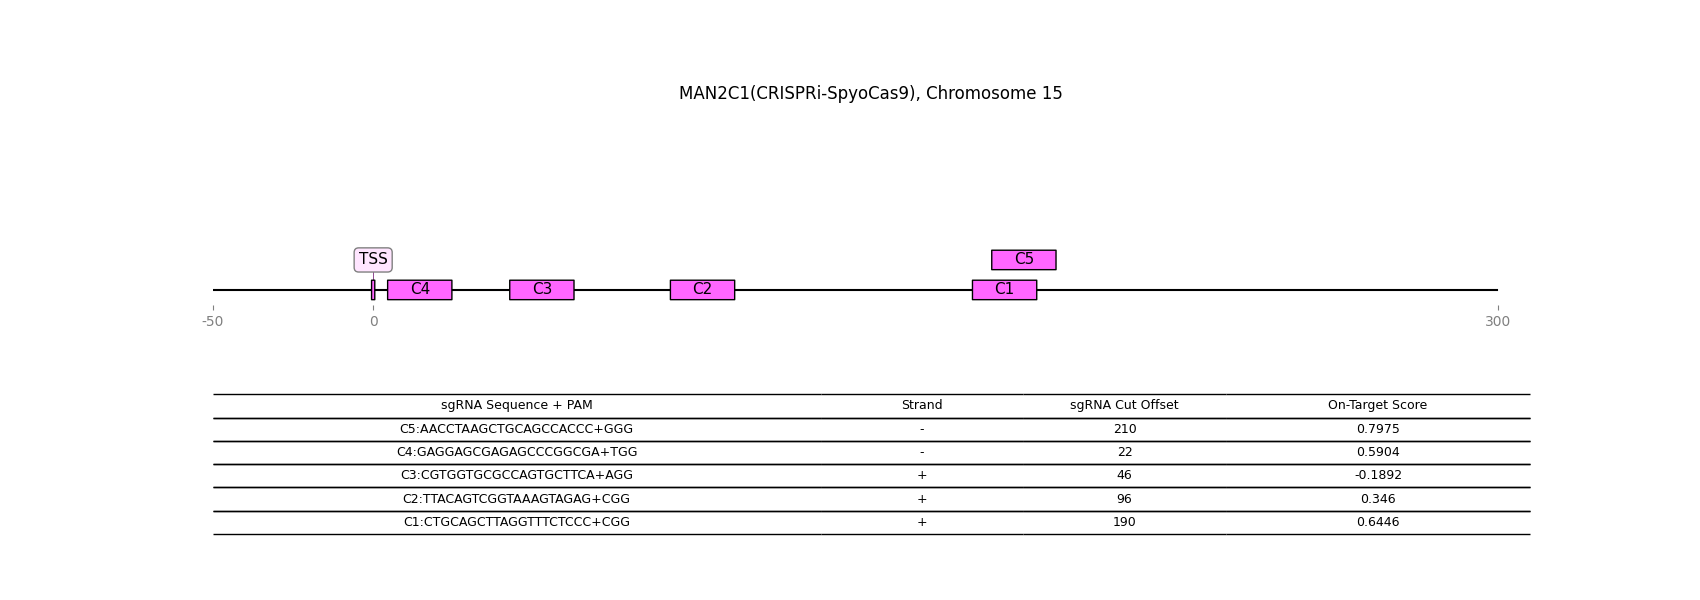 MAN2C1(CRISPRi-SpyoCas9), Chromosome 15
TSS
C5
C4
C3
C2
C1
-50
0
300
sgRNA Sequence + PAM Strand sgRNA Cut Offset On-Target Score
C5:AACCTAAGCTGCAGCCACCC+GGG - 210 0.7975
C4:GAGGAGCGAGAGCCCGGCGA+TGG - 22 0.5904
C3:CGTGGTGCGCCAGTGCTTCA+AGG + 46 -0.1892
C2:TTACAGTCGGTAAAGTAGAG+CGG + 96 0.346
C1:CTGCAGCTTAGGTTTCTCCC+CGG + 190 0.6446